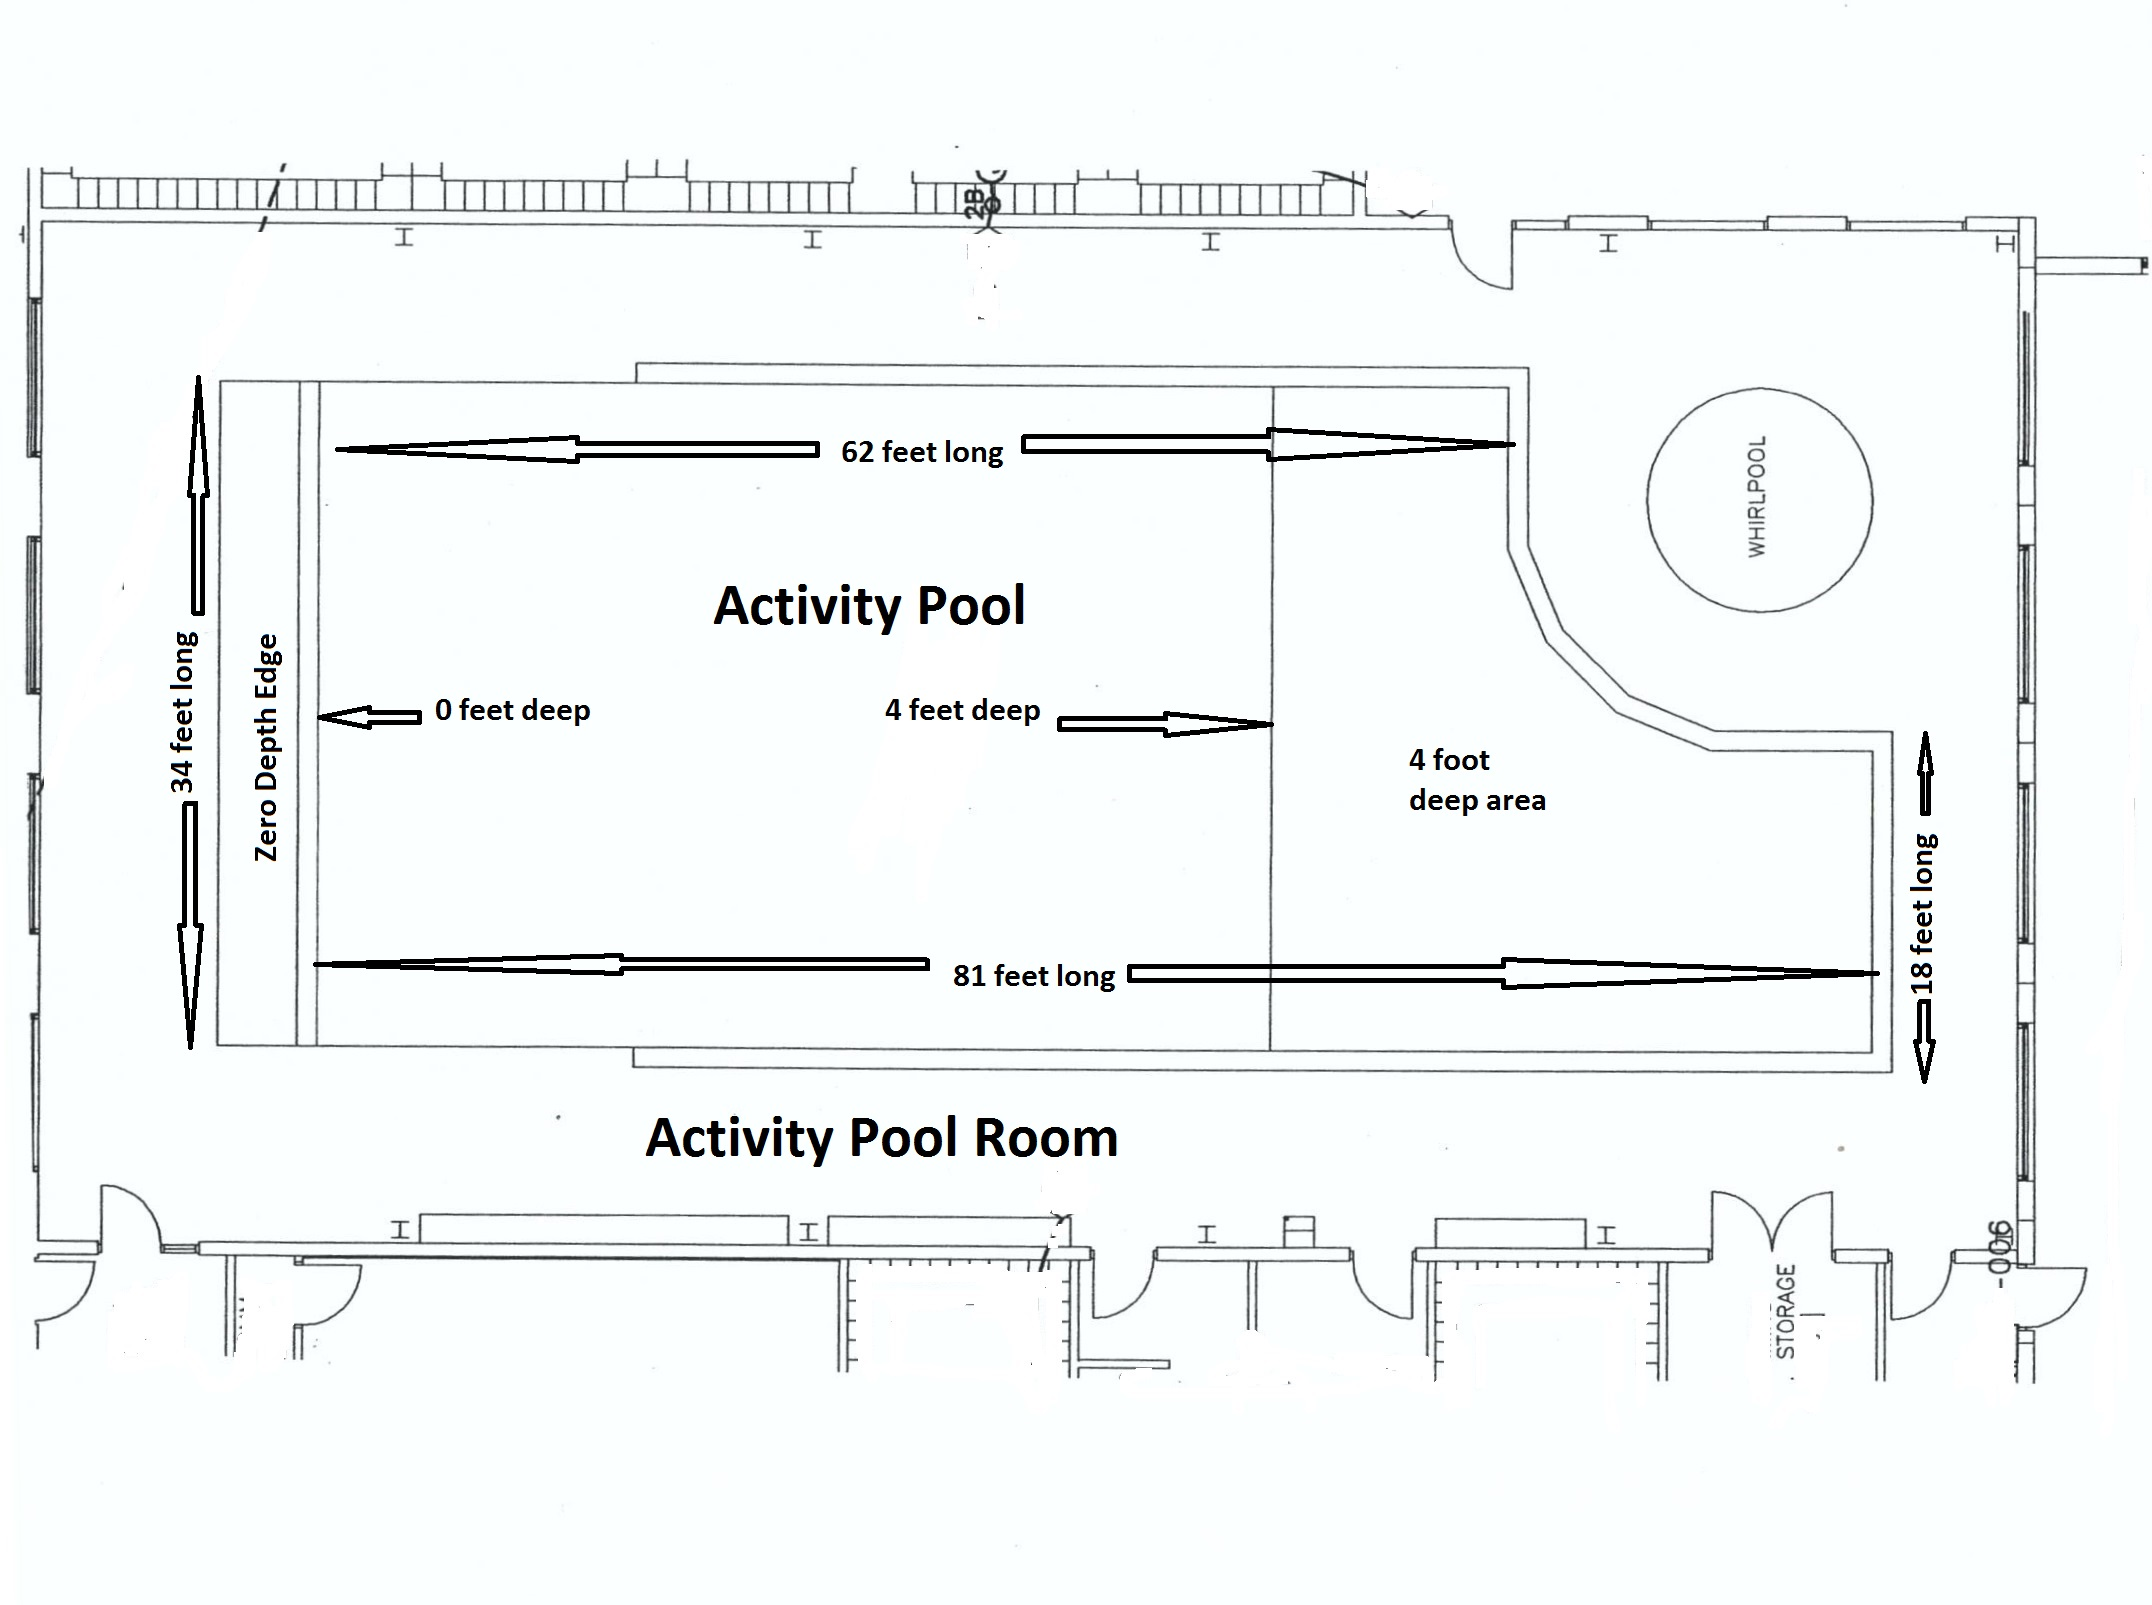 2B
62 feet long
WHIRLPOOL
Activity Pool
34 feet long
Zero Depth Edge
0 feet deep
4 feet deep
4 foot
deep area
81 feet long
18 feet long
Activity Pool Room
STORAGE